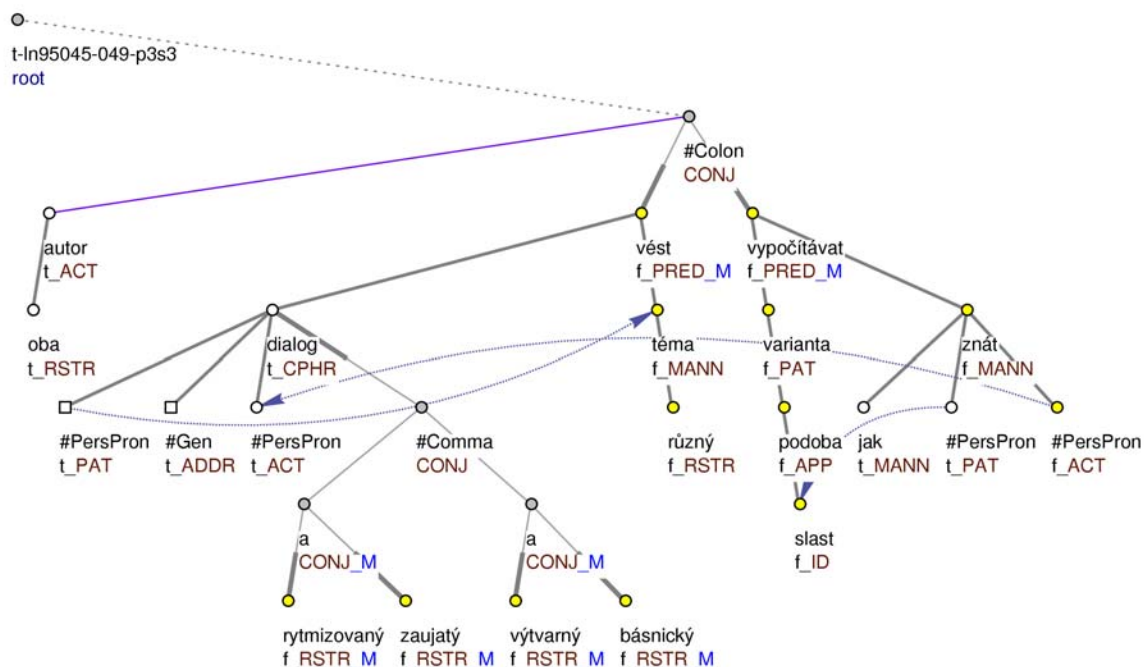 t-ln95045-049-p3s3
root
#Colon
CONJ
autor
t_ACT
vést
f_PRED_M
vypočítávat
f_PRED_M
oba
t_RSTR
dialog
t_CPHR
téma
f_MANN
varianta
f_PAT
znát
f_MANN
#PersPron
t_PAT
#Gen
t_ADDR
#PersPron
t_ACT
#Comma
CONJ
různý
f_RSTR
podoba
f_APP
jak
t_MANN
#PersPron
t_PAT
#PersPron
f_ACT
a
CONJ_M
a
CONJ_M
slast
f_ID
rytmizovaný
f_RSTR_M
zaujatý
f_RSTR_M
výtvarný
f_RSTR_M
básnický
f_RSTR_M